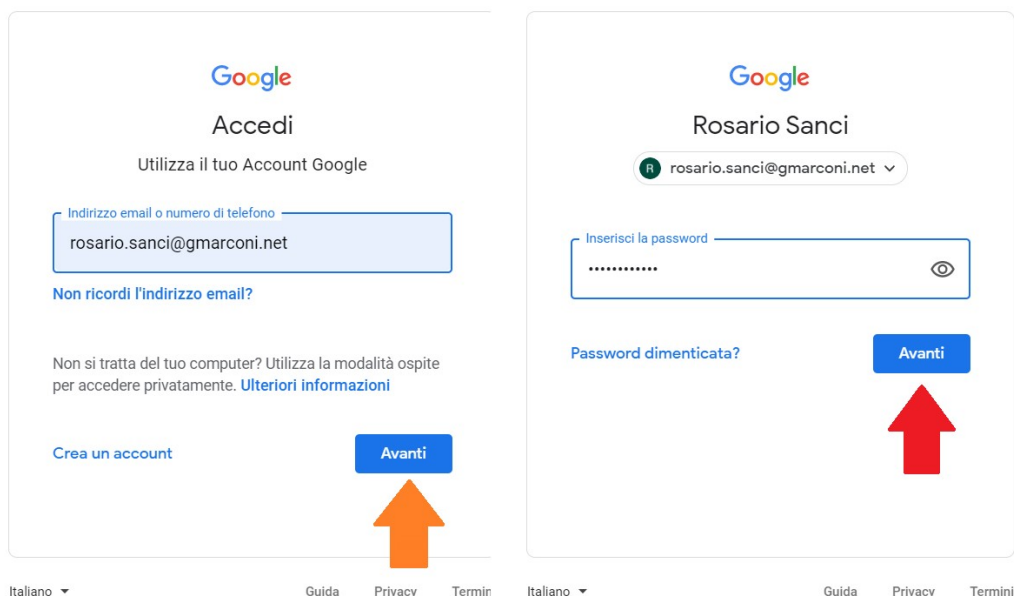 Google
Accedi
Utilizza il tuo Account Google
Indirizzo email o numero di telefono
rosario.sanci@gmarconi.net
Non ricordi l'indirizzo email?
Non si tratta del tuo computer? Utilizza la modalità ospite
per accedere privatamente. Ulteriori informazioni
Crea un account
Avanti
Italiano
Guida
Privacy
Termin
Google
Rosario Sanci
R rosario.sanci@gmarconi.net
Inserisci la password
••••••••••••
Password dimenticata?
Avanti
Italiano
Guida
Privacy
Termini